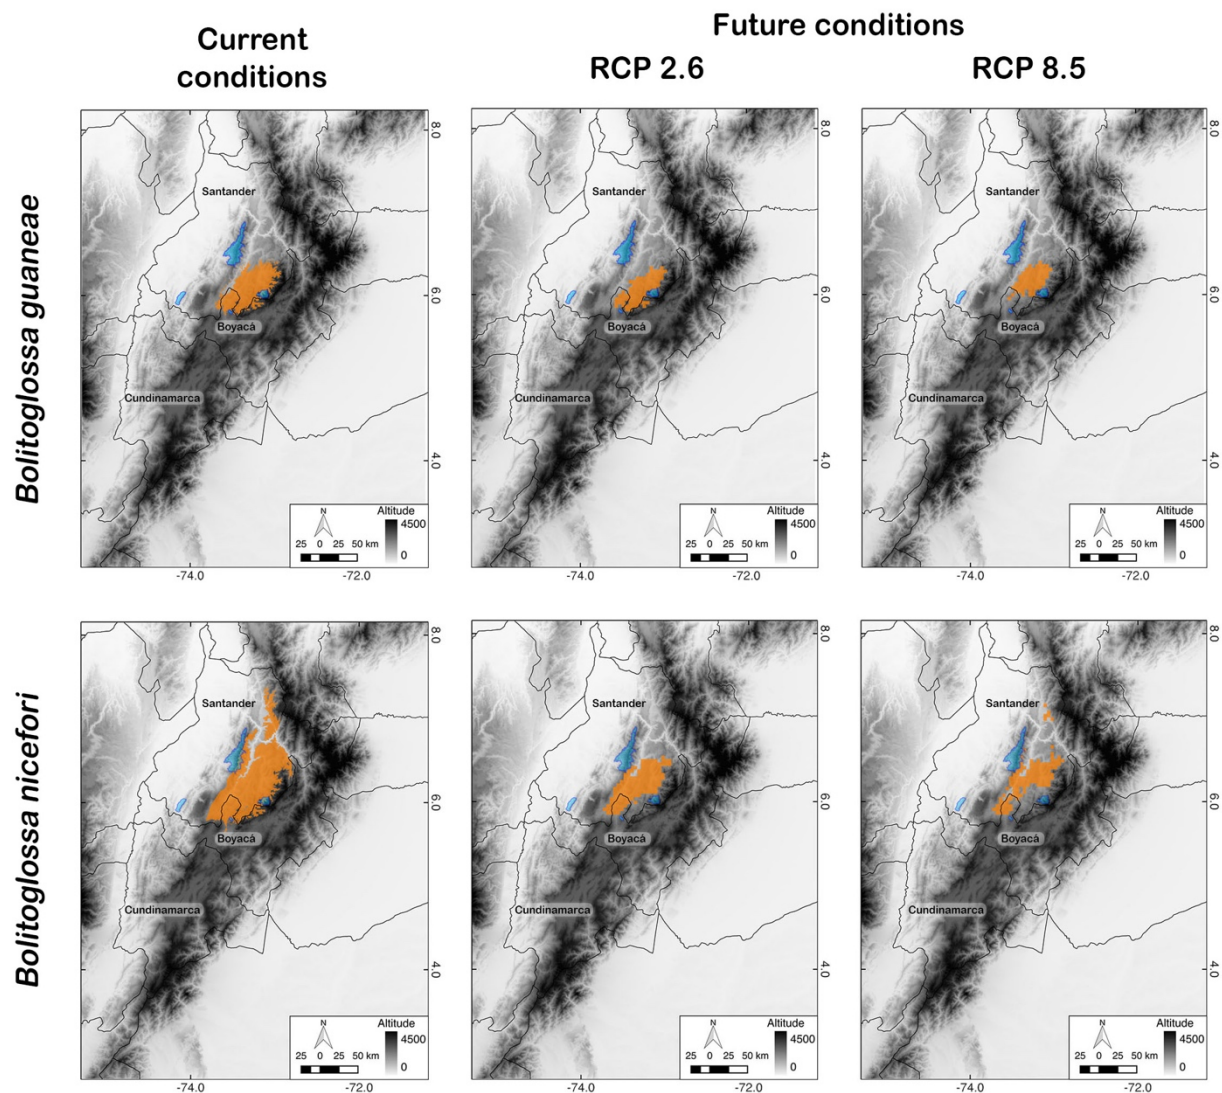 Current
conditions
Future conditions
RCP 2.6
RCP 8.5
Bolitoglossa guaneae
Santander
Boyacá
Cundinamarca
N
Altitude
4500
0
25 0 25 50 km
8.0
6.0
4.0
-74.0
-72.0
Santander
Boyacá
Cundinamarca
N
Altitude
4500
0
25 0 25 50 km
8.0
6.0
4.0
-74.0
-72.0
Santander
Boyacá
Cundinamarca
N
Altitude
4500
0
25 0 25 50 km
8.0
6.0
4.0
-74.0
-72.0
Bolitoglossa nicefori
Santander
Boyacá
Cundinamarca
N
Altitude
4500
0
25 0 25 50 km
8.0
6.0
4.0
-74.0
-72.0
Santander
Boyacá
Cundinamarca
N
Altitude
4500
0
25 0 25 50 km
8.0
6.0
4.0
-74.0
-72.0
Santander
Boyacá
Cundinamarca
N
Altitude
4500
0
25 0 25 50 km
8.0
6.0
4.0
-74.0
-72.0